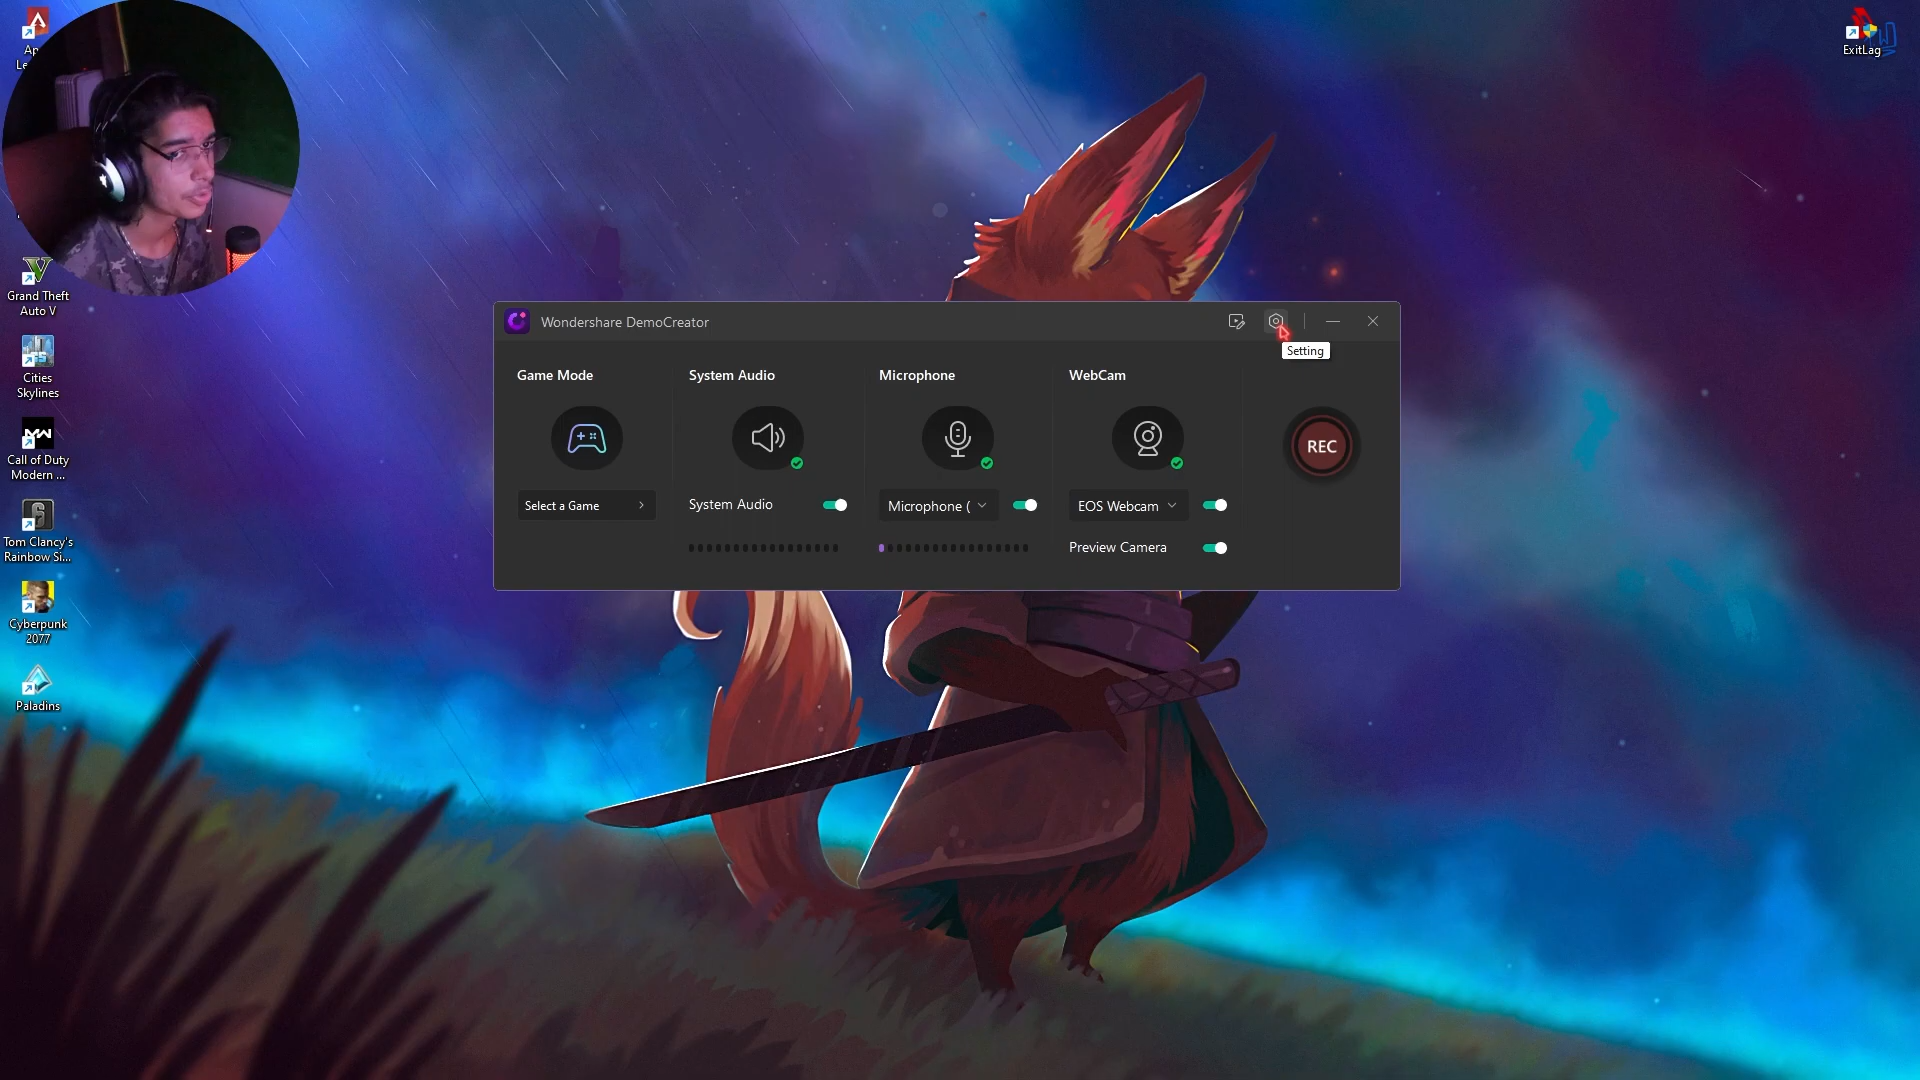 Ap
Le
ExitLag
Grand Theft
Auto V
Cities
Skylines
Call of Duty
Modern ...
Tom Clancy's
Rainbow Si...
Cyberpunk
2077
Paladins
Wondershare DemoCreator
Setting
Game Mode
System Audio
Microphone
WebCam
REC
Select a Game
System Audio
Microphone (
EOS Webcam
Preview Camera